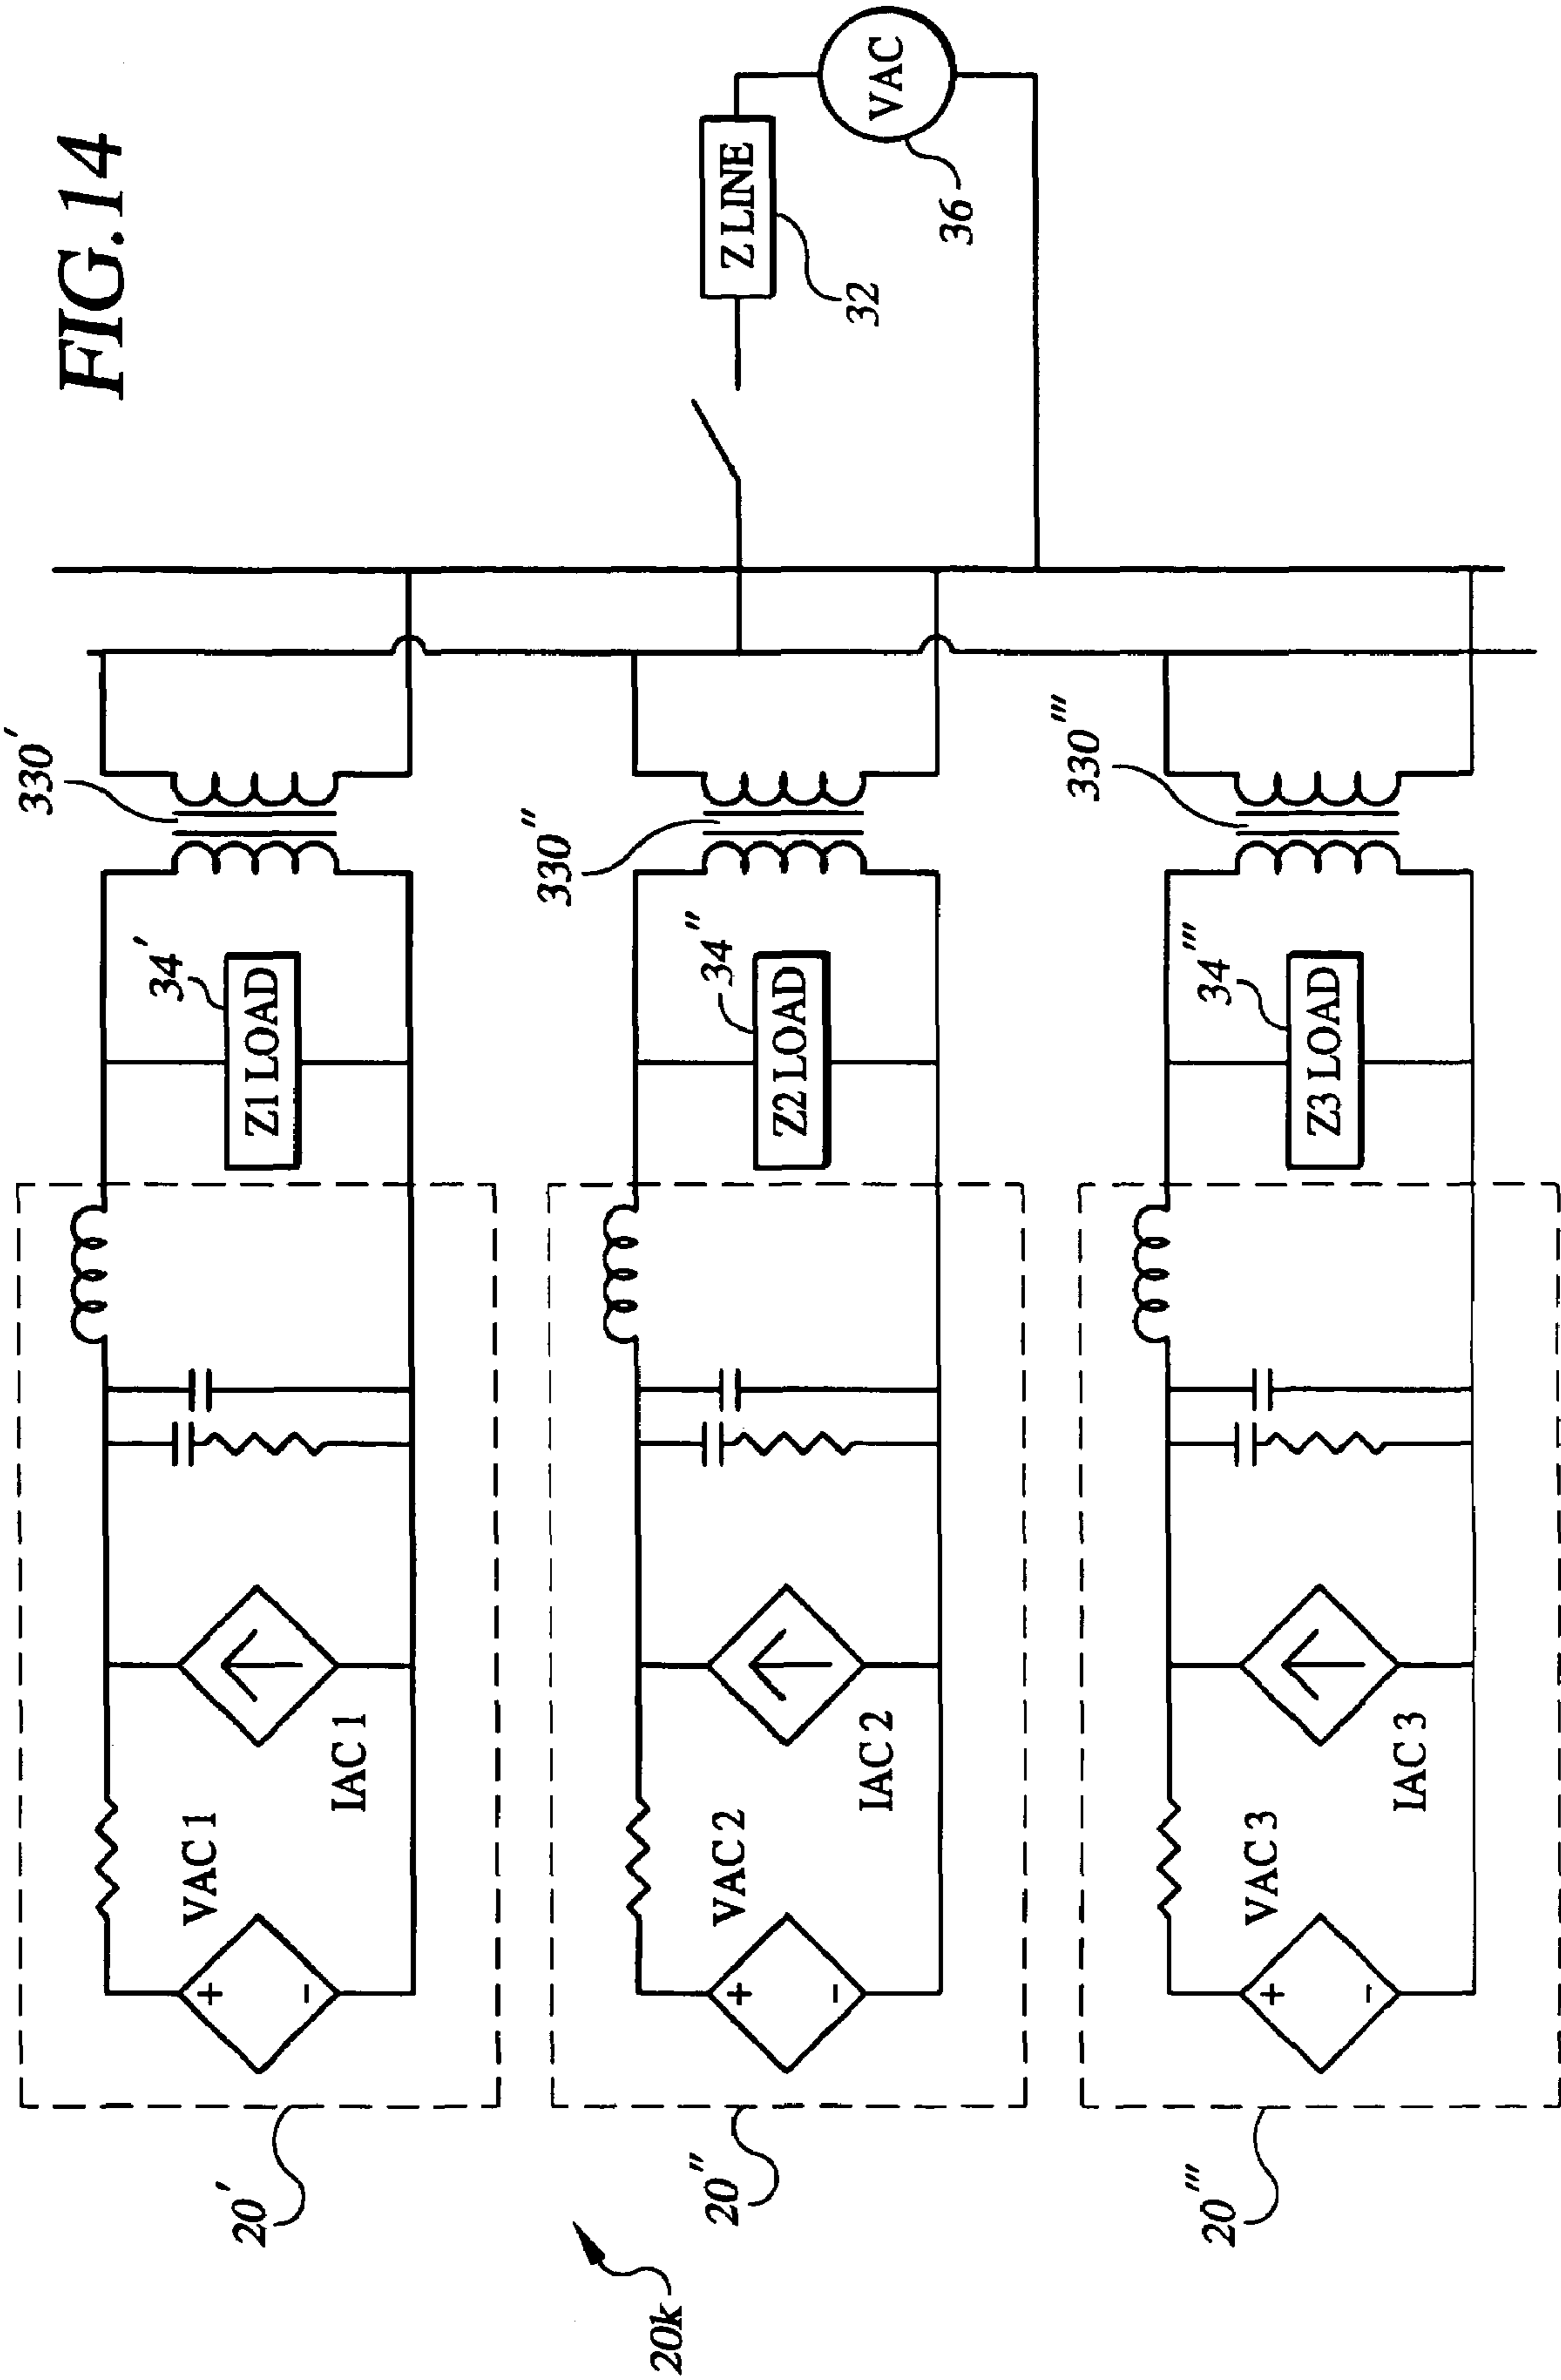 FIG.14
20k
20'
VAC 1
IAC 1
Z1 LOAD
34'
330'
20"
VAC 2
IAC 2
Z2 LOAD
34"
330"
20'''
VAC 3
IAC 3
Z3 LOAD
34'''
330'''
Z LINE
32
VAC
36
+
-
+
-
+
-